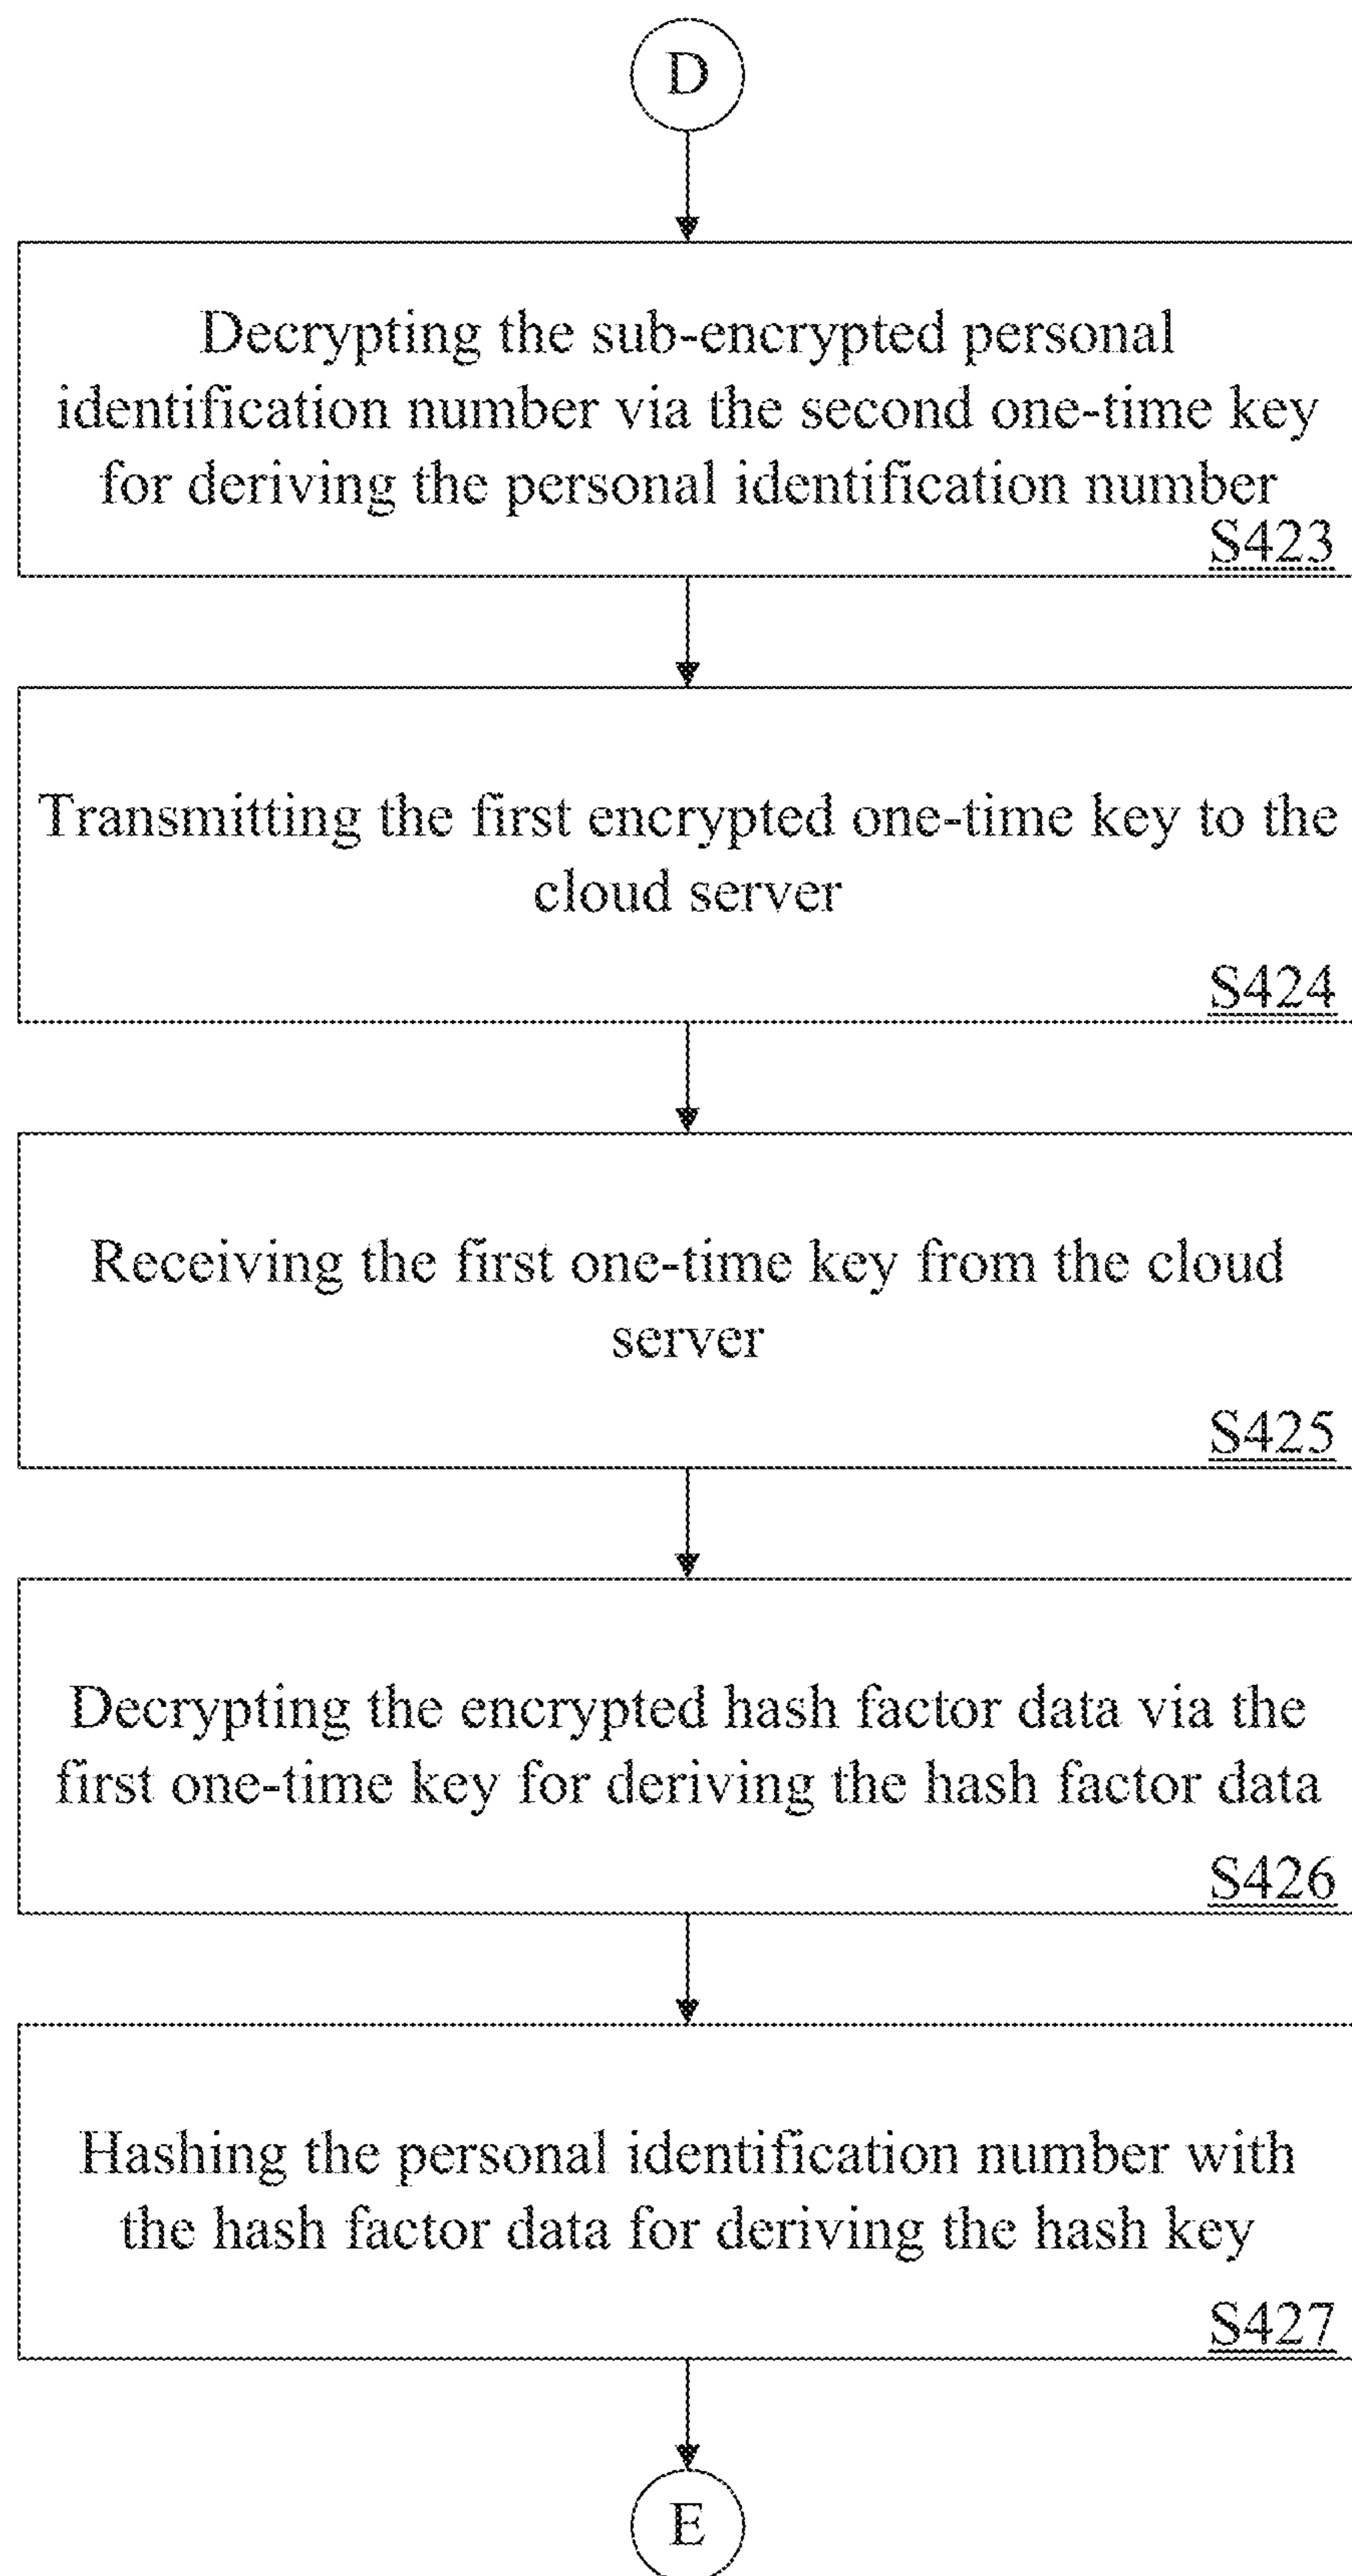 D
Decrypting the sub-encrypted personal
identification number via the second one-time key
for deriving the personal identification number
S423
Transmitting the first encrypted one-time key to the
cloud server
S424
Receiving the first one-time key from the cloud
server
S425
Decrypting the encrypted hash factor data via the
first one-time key for deriving the hash factor data
S426
Hashing the personal identification number with
the hash factor data for deriving the hash key
S427
E